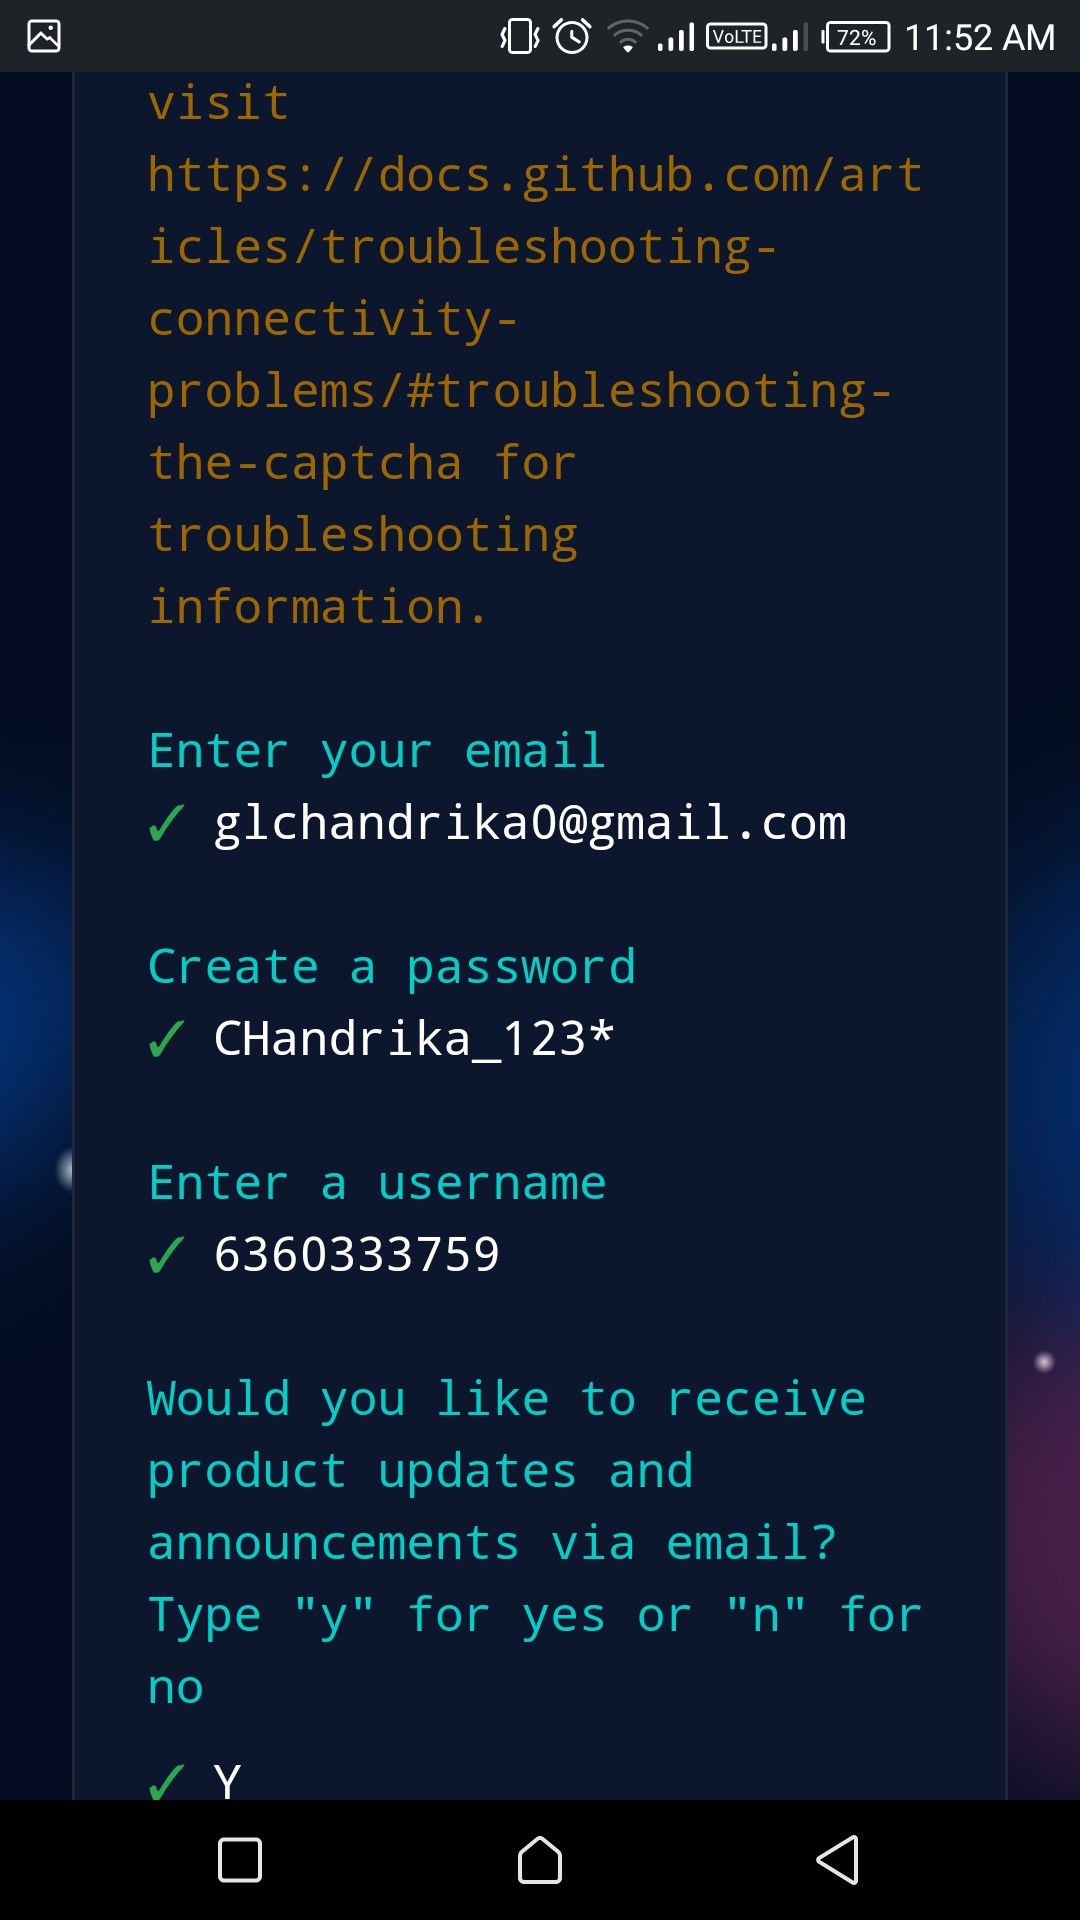 VoLTE 72% 11:52 AM
visit
https://docs.github.com/art
icles/troubleshooting-
connectivity-
problems/#troubleshooting-
the-captcha for
troubleshooting
information.
Enter your email
✓ glchandrika0@gmail.com
Create a password
✓ CHandrika_123*
Enter a username
✓ 6360333759
Would you like to receive
product updates and
announcements via email?
Type "y" for yes or "n" for
no
✓ Y